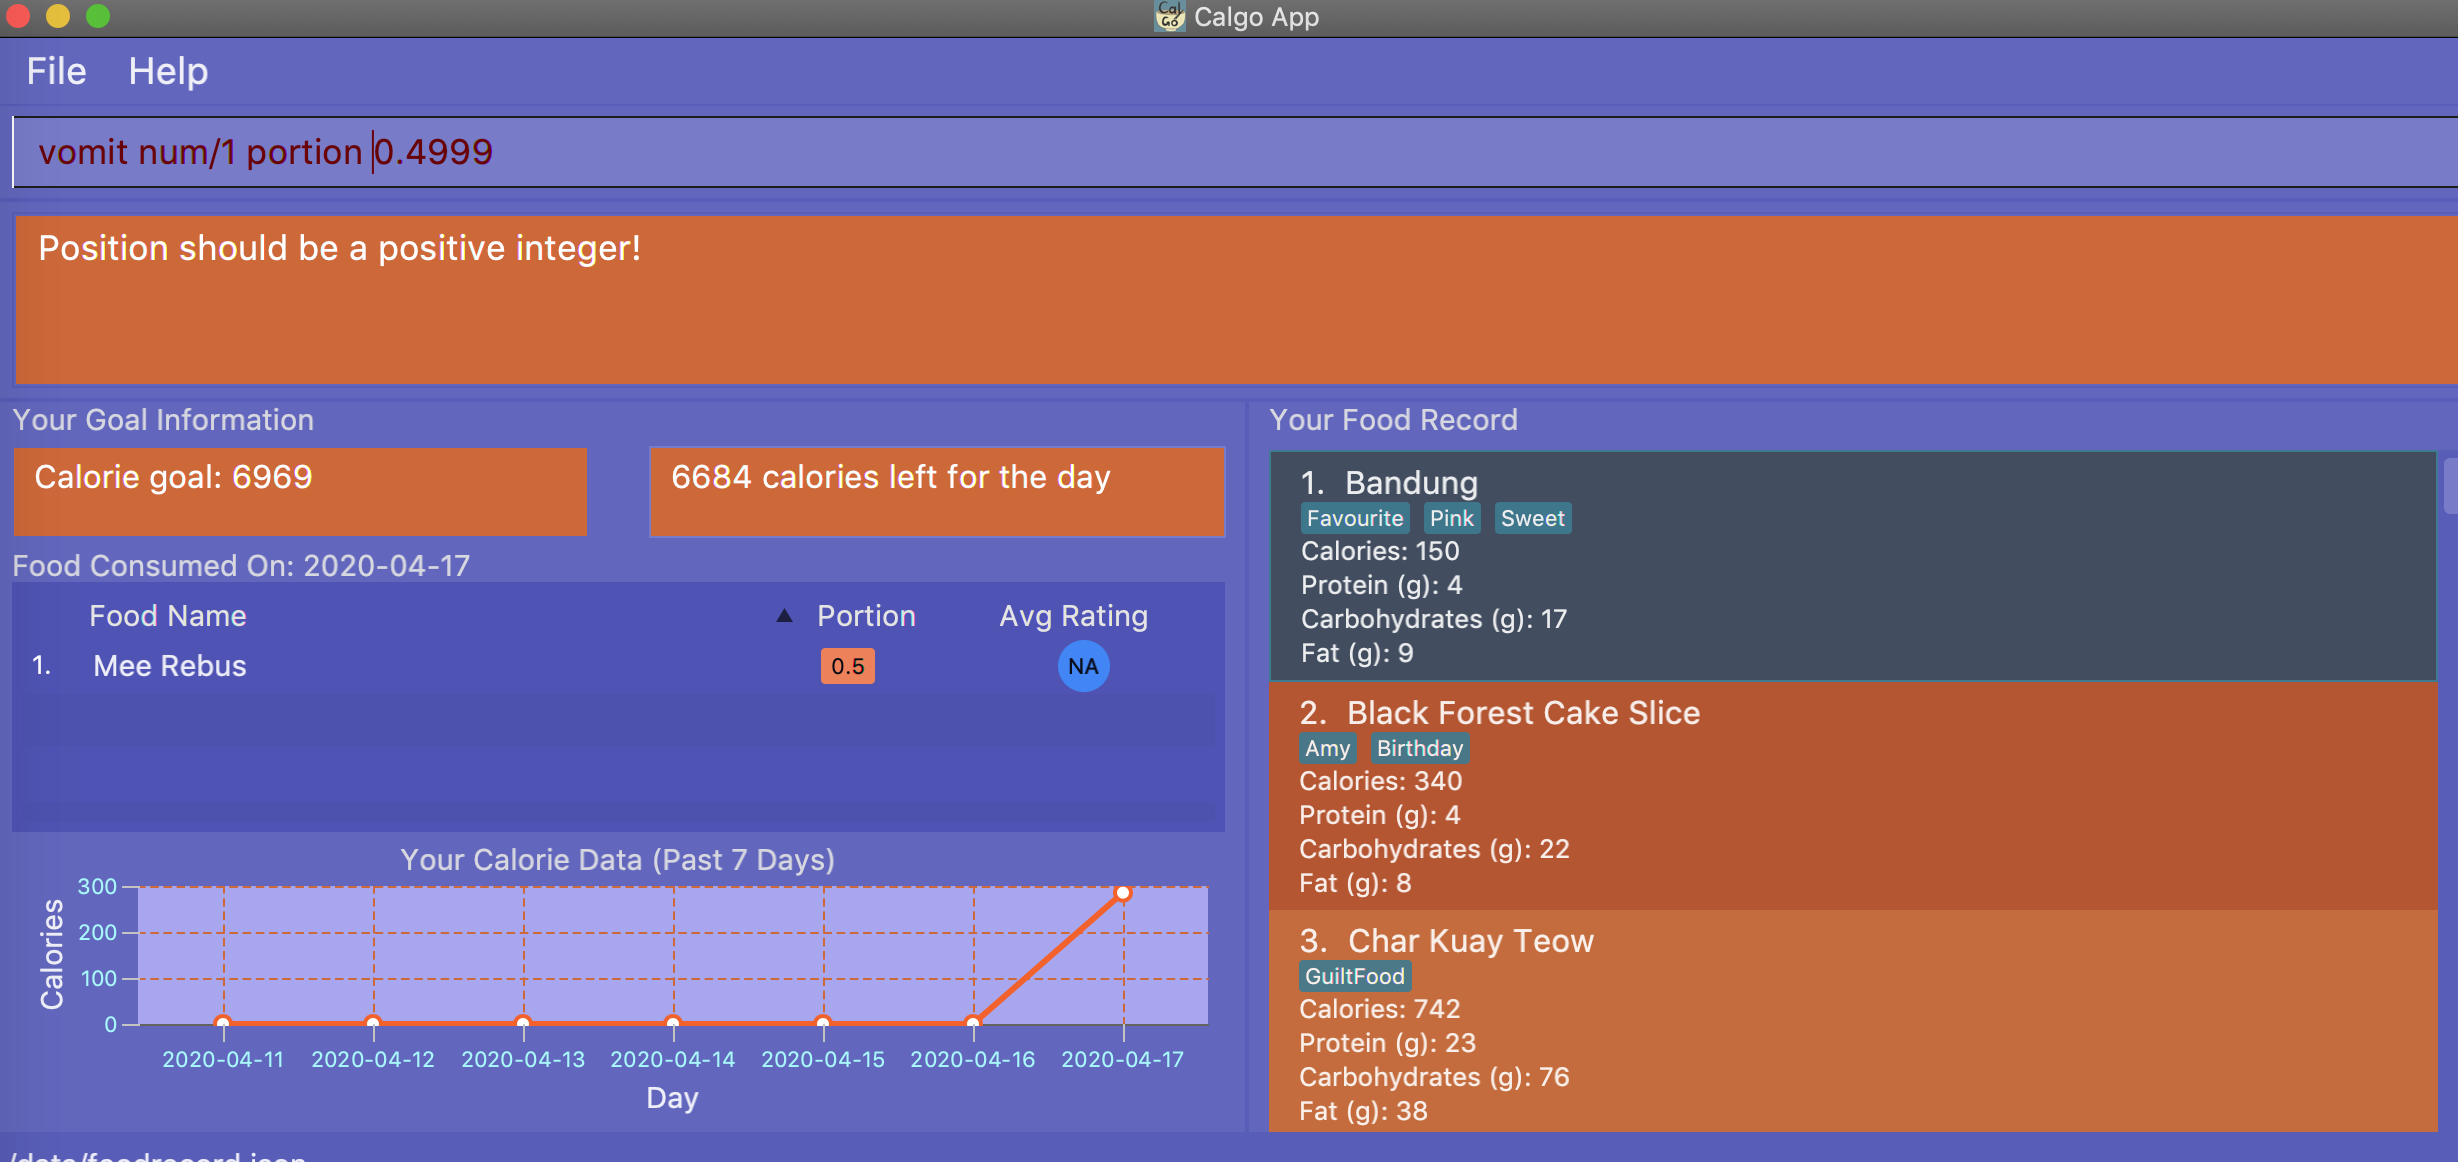 Cal Go Calgo App
File Help
vomit num/1 portion 0.4999
Position should be a positive integer!
Your Goal Information
Calorie goal: 6969
6684 calories left for the day
Food Consumed On: 2020-04-17
Food Name ▲ Portion Avg Rating
1. Mee Rebus 0.5 NA
Your Calorie Data (Past 7 Days)
Calories
300
200
100
0
2020-04-11 2020-04-12 2020-04-13 2020-04-14 2020-04-15 2020-04-16 2020-04-17
Day
Your Food Record
1. Bandung
Favourite Pink Sweet
Calories: 150
Protein (g): 4
Carbohydrates (g): 17
Fat (g): 9
2. Black Forest Cake Slice
Amy Birthday
Calories: 340
Protein (g): 4
Carbohydrates (g): 22
Fat (g): 8
3. Char Kuay Teow
GuiltFood
Calories: 742
Protein (g): 23
Carbohydrates (g): 76
Fat (g): 38
/data/foodrecord.json